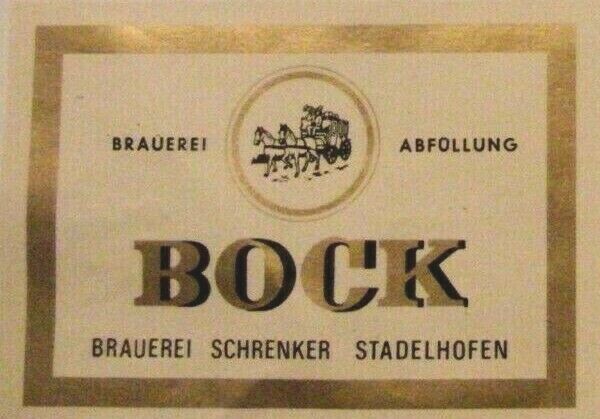 BRAUEREI ABFÜLLUNG
BOCK
BRAUEREI SCHRENKER STADELHOFEN